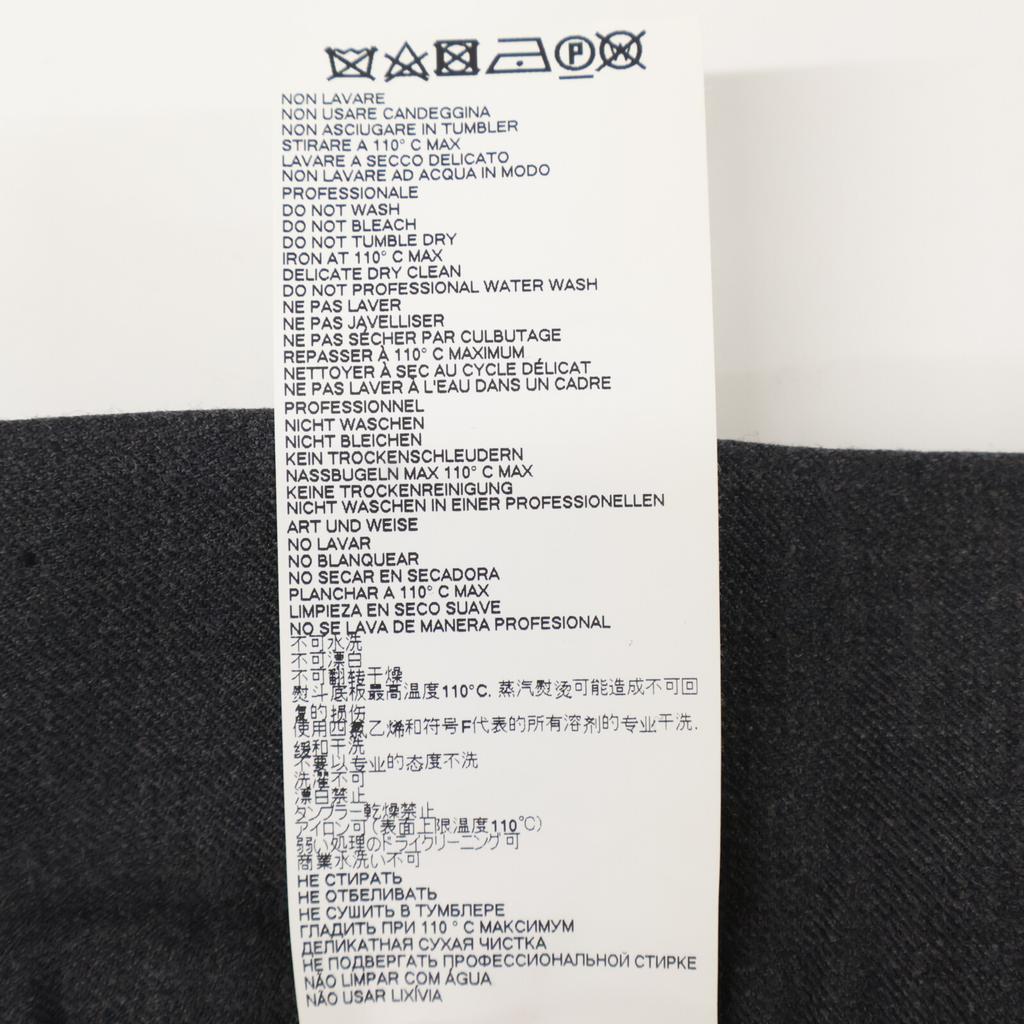 P
W
NON LAVARE
NON USARE CANDEGGINA
NON ASCIUGARE IN TUMBLER
STIRARE A 110° C MAX
LAVARE A SECCO DELICATO
NON LAVARE AD ACQUA IN MODO
PROFESSIONALE
DO NOT WASH
DO NOT BLEACH
DO NOT TUMBLE DRY
IRON AT 110° C MAX
DELICATE DRY CLEAN
DO NOT PROFESSIONAL WATER WASH
NE PAS LAVER
NE PAS JAVELLISER
NE PAS SÉCHER PAR CULBUTAGE
REPASSER À 110° C MAXIMUM
NETTOYER À SEC AU CYCLE DÉLICAT
NE PAS LAVER À L'EAU DANS UN CADRE
PROFESSIONNEL
NICHT WASCHEN
NICHT BLEICHEN
KEIN TROCKENSCHLEUDERN
NASSBUGELN MAX 110° C MAX
KEINE TROCKENREINIGUNG
NICHT WASCHEN IN EINER PROFESSIONELLEN
ART UND WEISE
NO LAVAR
NO BLANQUEAR
NO SECAR EN SECADORA
PLANCHAR A 110° C MAX
LIMPIEZA EN SECO SUAVE
NO SE LAVA DE MANERA PROFESIONAL
不可水洗
不可漂白
不可翻转干燥
熨斗底板最高温度110°C. 蒸汽熨烫可能造成不可回
复的损伤
使用四氯乙烯和符号F代表的所有溶剂的专业干洗.
缓和干洗
不要以专业的态度不洗
洗濯不可
漂白禁止
タンブラー乾燥禁止
アイロン可(表面上限温度110℃)
弱い処理のドライクリーニング可
商業水洗い不可
НЕ СТИРАТЬ
НЕ ОТБЕЛИВАТЬ
НЕ СУШИТЬ В ТУМБЛЕРЕ
ГЛАДИТЬ ПРИ 110 ° С МАКСИМУМ
ДЕЛИКАТНАЯ СУХАЯ ЧИСТКА
НЕ ПОДВЕРГАТЬ ПРОФЕССИОНАЛЬНОЙ СТИРКЕ
NÃO LIMPAR COM ÁGUA
NÃO USAR LIXÍVIA